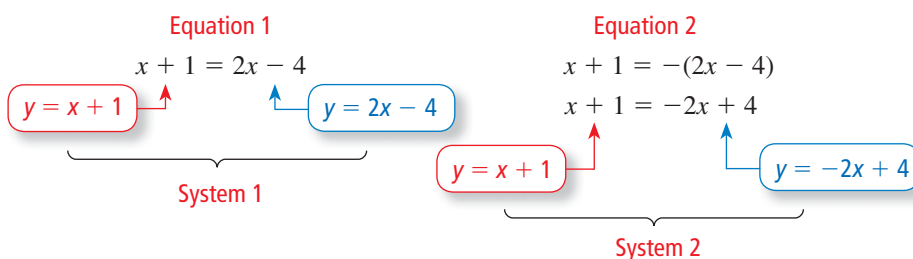 Equation 1
x + 1 = 2x − 4
y = x + 1
y = 2x − 4
System 1
Equation 2
x + 1 = −(2x − 4)
x + 1 = −2x + 4
y = x + 1
y = −2x + 4
System 2